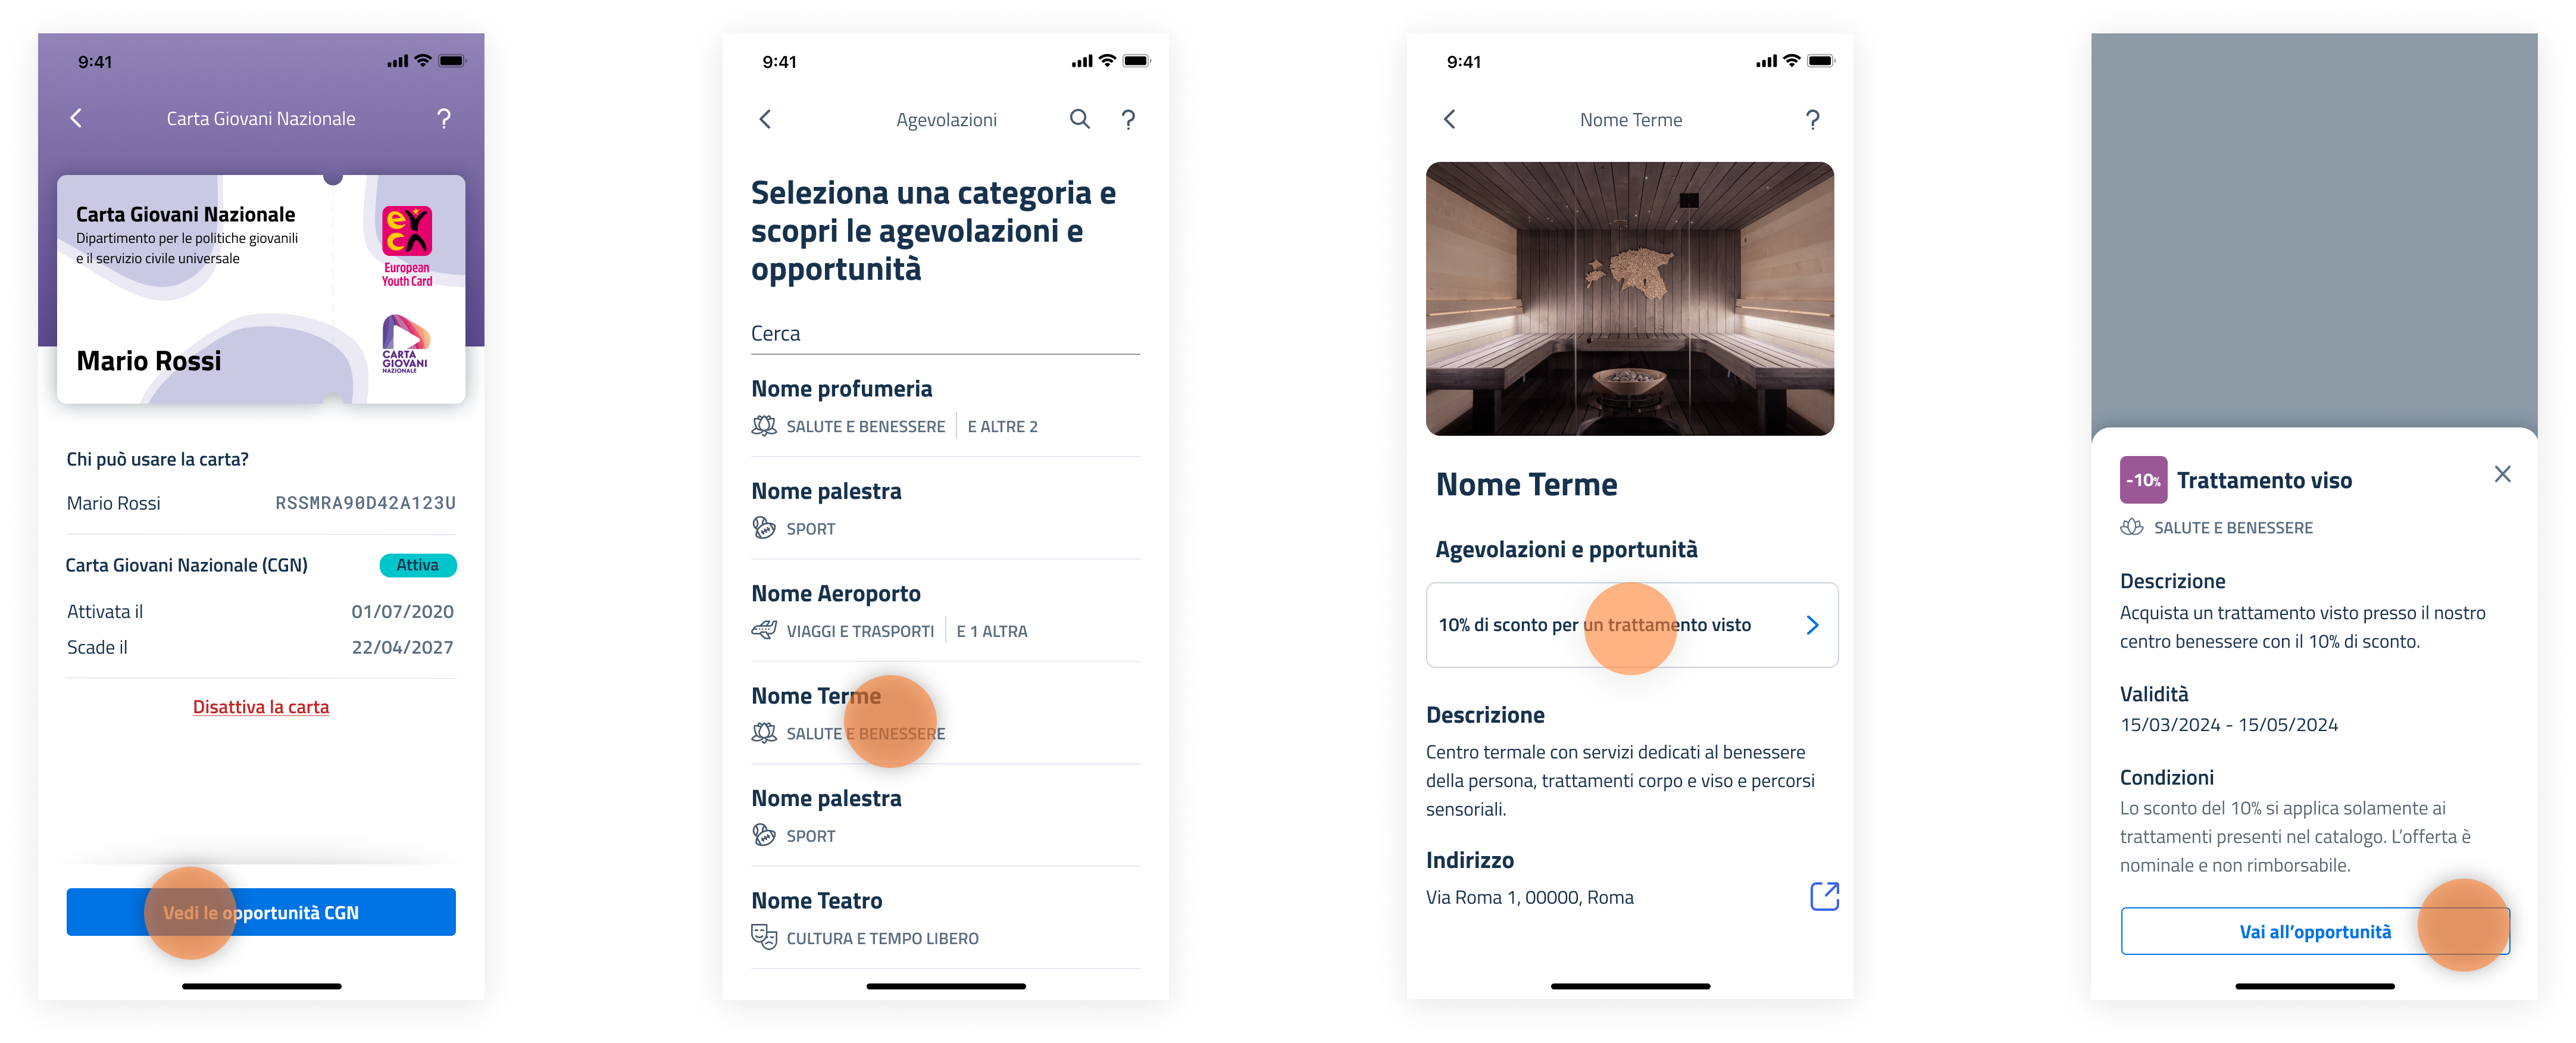 9:41
Carta Giovani Nazionale
?
Carta Giovani Nazionale
Dipartimento per le politiche giovanili
e il servizio civile universale
eyca
European
Youth Card
Mario Rossi
CARTA
GIOVANI
NAZIONALE
Chi può usare la carta?
Mario Rossi RSSMRA90D42A123U
Carta Giovani Nazionale (CGN) Attiva
Attivata il 01/07/2020
Scade il 22/04/2027
Disattiva la carta
Vedi le opportunità CGN
9:41
Agevolazioni
?
Seleziona una categoria e
scopri le agevolazioni e
opportunità
Cerca
Nome profumeria
SALUTE E BENESSERE E ALTRE 2
Nome palestra
SPORT
Nome Aeroporto
VIAGGI E TRASPORTI E 1 ALTRA
Nome Terme
SALUTE E BENESSERE
Nome palestra
SPORT
Nome Teatro
CULTURA E TEMPO LIBERO
9:41
Nome Terme
?
Nome Terme
Agevolazioni e pportunità
10% di sconto per un trattamento visto
Descrizione
Centro termale con servizi dedicati al benessere
della persona, trattamenti corpo e viso e percorsi
sensoriali.
Indirizzo
Via Roma 1, 00000, Roma
-10% Trattamento viso
SALUTE E BENESSERE
Descrizione
Acquista un trattamento visto presso il nostro
centro benessere con il 10% di sconto.
Validità
15/03/2024 - 15/05/2024
Condizioni
Lo sconto del 10% si applica solamente ai
trattamenti presenti nel catalogo. L'offerta è
nominale e non rimborsabile.
Vai all'opportunità